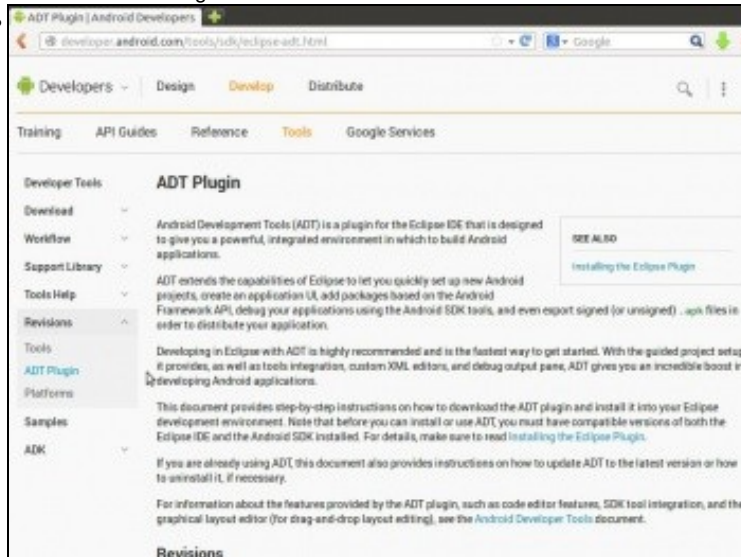 ADT Plugin | Android Developers
developer.android.com/tools/sdk/eclipse-adt.html
Google
Developers
Design
Develop
Distribute
Training
API Guides
Reference
Tools
Google Services
Developer Tools
Download
Workflow
Support Library
Tools Help
Revisions
Tools
ADT Plugin
Platforms
Samples
ADK
ADT Plugin
Android Development Tools (ADT) is a plugin for the Eclipse IDE that is designed
to give you a powerful, integrated environment in which to build Android
applications.
SEE ALSO
Installing the Eclipse Plugin
ADT extends the capabilities of Eclipse to let you quickly set up new Android
projects, create an application UI, add packages based on the Android
Framework API, debug your applications using the Android SDK tools, and even export signed (or unsigned) .apk files in
order to distribute your application.
Developing in Eclipse with ADT is highly recommended and is the fastest way to get started. With the guided project setup
it provides, as well as tools integration, custom XML editors, and debug output pane, ADT gives you an incredible boost in
developing Android applications.
This document provides step-by-step instructions on how to download the ADT plugin and install it into your Eclipse
development environment. Note that before you can install or use ADT, you must have compatible versions of both the
Eclipse IDE and the Android SDK installed. For details, make sure to read Installing the Eclipse Plugin.
If you are already using ADT, this document also provides instructions on how to update ADT to the latest version or how
to uninstall it, if necessary.
For information about the features provided by the ADT plugin, such as code editor features, SDK tool integration, and the
graphical layout editor (for drag-and-drop layout editing), see the Android Developer Tools document.
Revisions